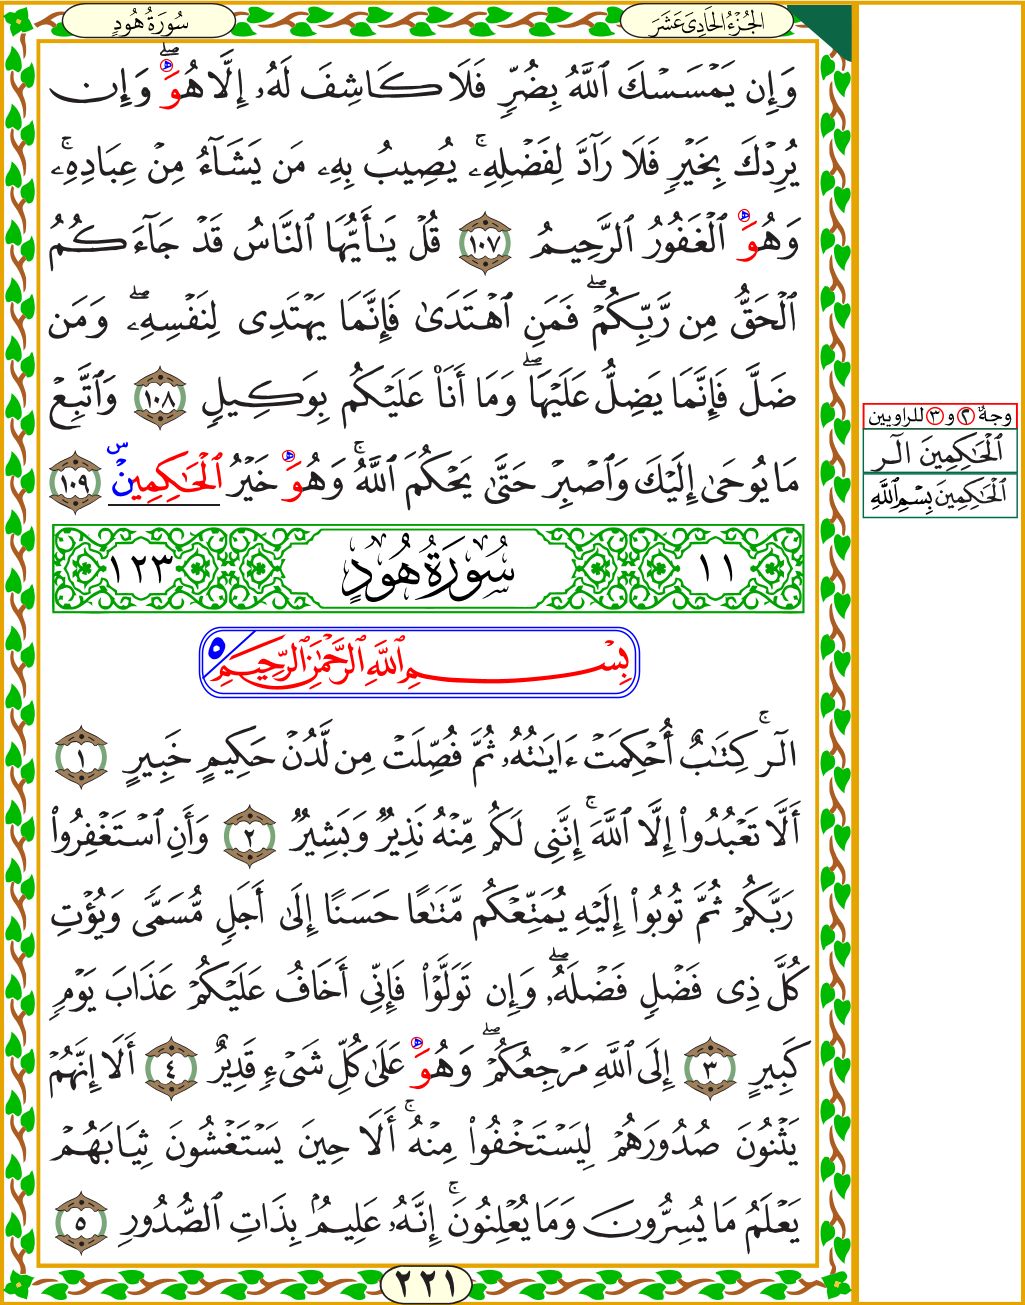 سُورَةُ هُودٍ
الجُزْءُ الحَادِىَ عَشَرَ
وَإِن يَمْسَسْكَ ٱللَّهُ بِضُرٍّ فَلَا كَاشِفَ لَهُۥ إِلَّا هُوَ ۖ وَإِن
يُرِدْكَ بِخَيْرٍ فَلَا رَآدَّ لِفَضْلِهِۦ ۚ يُصِيبُ بِهِۦ مَن يَشَآءُ مِنْ عِبَادِهِۦ ۚ
وَهُوَ ٱلْغَفُورُ ٱلرَّحِيمُ ١٠٧ قُلْ يَـٰٓأَيُّهَا ٱلنَّاسُ قَدْ جَآءَكُمُ
ٱلْحَقُّ مِن رَّبِّكُمْ ۖ فَمَنِ ٱهْتَدَىٰ فَإِنَّمَا يَهْتَدِى لِنَفْسِهِۦ ۖ وَمَن
ضَلَّ فَإِنَّمَا يَضِلُّ عَلَيْهَا ۖ وَمَآ أَنَا۠ عَلَيْكُم بِوَكِيلٍ ١٠٨ وَٱتَّبِعْ
مَا يُوحَىٰٓ إِلَيْكَ وَٱصْبِرْ حَتَّىٰ يَحْكُمَ ٱللَّهُ ۚ وَهُوَ خَيْرُ ٱلْحَـٰكِمِينَ س ١٠٩
١١ سُورَةُ هُودٍ ١٢٣
بِسْمِ ٱللَّهِ ٱلرَّحْمَـٰنِ ٱلرَّحِيمِ ٥
الٓر ۚ كِتَـٰبٌ أُحْكِمَتْ ءَايَـٰتُهُۥ ثُمَّ فُصِّلَتْ مِن لَّدُنْ حَكِيمٍ خَبِيرٍ ١
أَلَّا تَعْبُدُوٓا۟ إِلَّا ٱللَّهَ ۚ إِنَّنِى لَكُم مِّنْهُ نَذِيرٌ وَبَشِيرٌ ٢ وَأَنِ ٱسْتَغْفِرُوا۟
رَبَّكُمْ ثُمَّ تُوبُوٓا۟ إِلَيْهِ يُمَتِّعْكُم مَّتَـٰعًا حَسَنًا إِلَىٰٓ أَجَلٍ مُّسَمًّى وَيُؤْتِ
كُلَّ ذِى فَضْلٍ فَضْلَهُۥ ۖ وَإِن تَوَلَّوْا۟ فَإِنِّىٓ أَخَافُ عَلَيْكُمْ عَذَابَ يَوْمٍ
كَبِيرٍ ٣ إِلَى ٱللَّهِ مَرْجِعُكُمْ ۖ وَهُوَ عَلَىٰ كُلِّ شَىْءٍ قَدِيرٌ ٤ أَلَآ إِنَّهُمْ
يَثْنُونَ صُدُورَهُمْ لِيَسْتَخْفُوا۟ مِنْهُ ۚ أَلَا حِينَ يَسْتَغْشُونَ ثِيَابَهُمْ
يَعْلَمُ مَا يُسِرُّونَ وَمَا يُعْلِنُونَ ۚ إِنَّهُۥ عَلِيمٌۢ بِذَاتِ ٱلصُّدُورِ ٥
٢٢١
وجهٌ ٢ و ٣ للراويين
ٱلْحَـٰكِمِينَ الٓـر
ٱلْحَـٰكِمِينَ بِسْمِ ٱللَّهِ